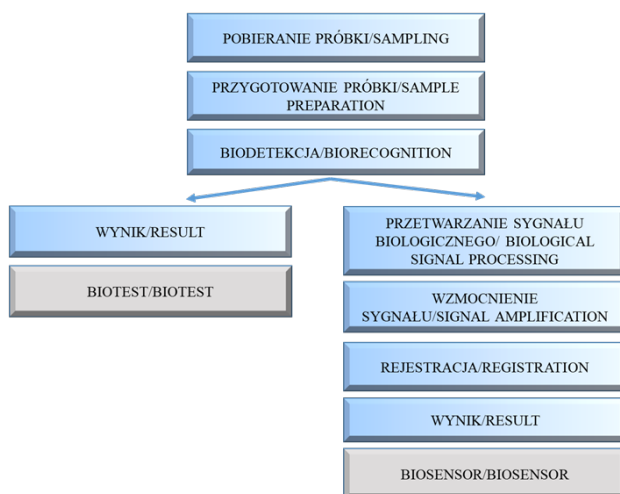 POBIERANIE PRÓBKI/SAMPLING
PRZYGOTOWANIE PRÓBKI/SAMPLE
PREPARATION
BIODETEKCJA/BIORECOGNITION
WYNIK/RESULT
BIOTEST/BIOTEST
PRZETWARZANIE SYGNAŁU
BIOLOGICZNEGO/ BIOLOGICAL
SIGNAL PROCESSING
WZMOCNIENIE
SYGNAŁU/SIGNAL AMPLIFICATION
REJESTRACJA/REGISTRATION
WYNIK/RESULT
BIOSENSOR/BIOSENSOR